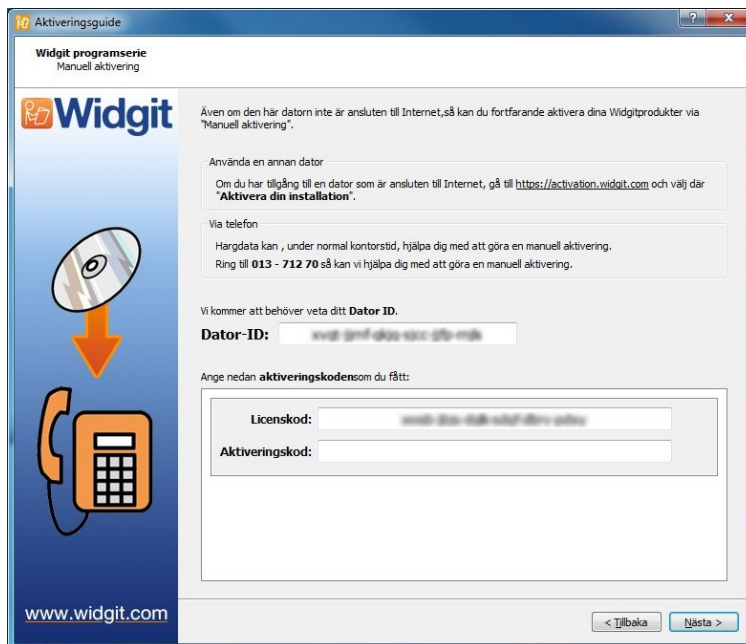 Aktiveringsguide
Widgit programserie
Manuell aktivering
Widgit
Även om den här datorn inte är ansluten till Internet,så kan du fortfarande aktivera dina Widgitprodukter via
"Manuell aktivering".
Använda en annan dator
Om du har tillgång till en dator som är ansluten till Internet, gå till https://activation.widgit.com och välj där
"Aktivera din installation".
Via telefon
Hargdata kan , under normal kontorstid, hjälpa dig med att göra en manuell aktivering.
Ring till 013 - 712 70 så kan vi hjälpa dig med att göra en manuell aktivering.
Vi kommer att behöver veta ditt Dator ID.
Dator-ID:
Ange nedan aktiveringskodensom du fått:
Licenskod:
Aktiveringskod:
www.widgit.com
< Tillbaka
Nästa >